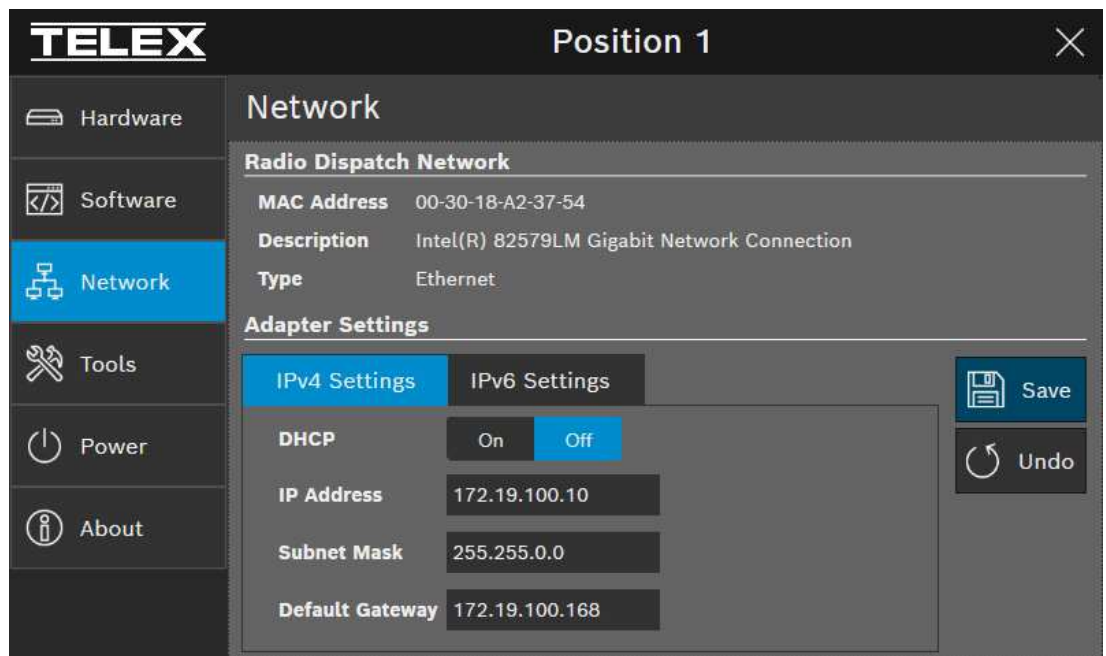 TELEX
Position 1
Hardware
Software
Network
Tools
Power
About
Network
Radio Dispatch Network
MAC Address 00-30-18-A2-37-54
Description Intel(R) 82579LM Gigabit Network Connection
Type Ethernet
Adapter Settings
IPv4 Settings IPv6 Settings
DHCP On Off
IP Address 172.19.100.10
Subnet Mask 255.255.0.0
Default Gateway 172.19.100.168
Save
Undo